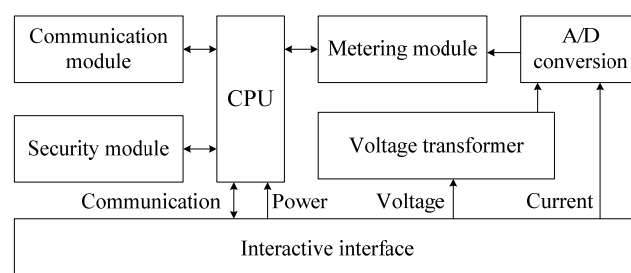 Communication
module
CPU
Metering module
A/D
conversion
Security module
Voltage transformer
Communication
Power
Voltage
Current
Interactive interface